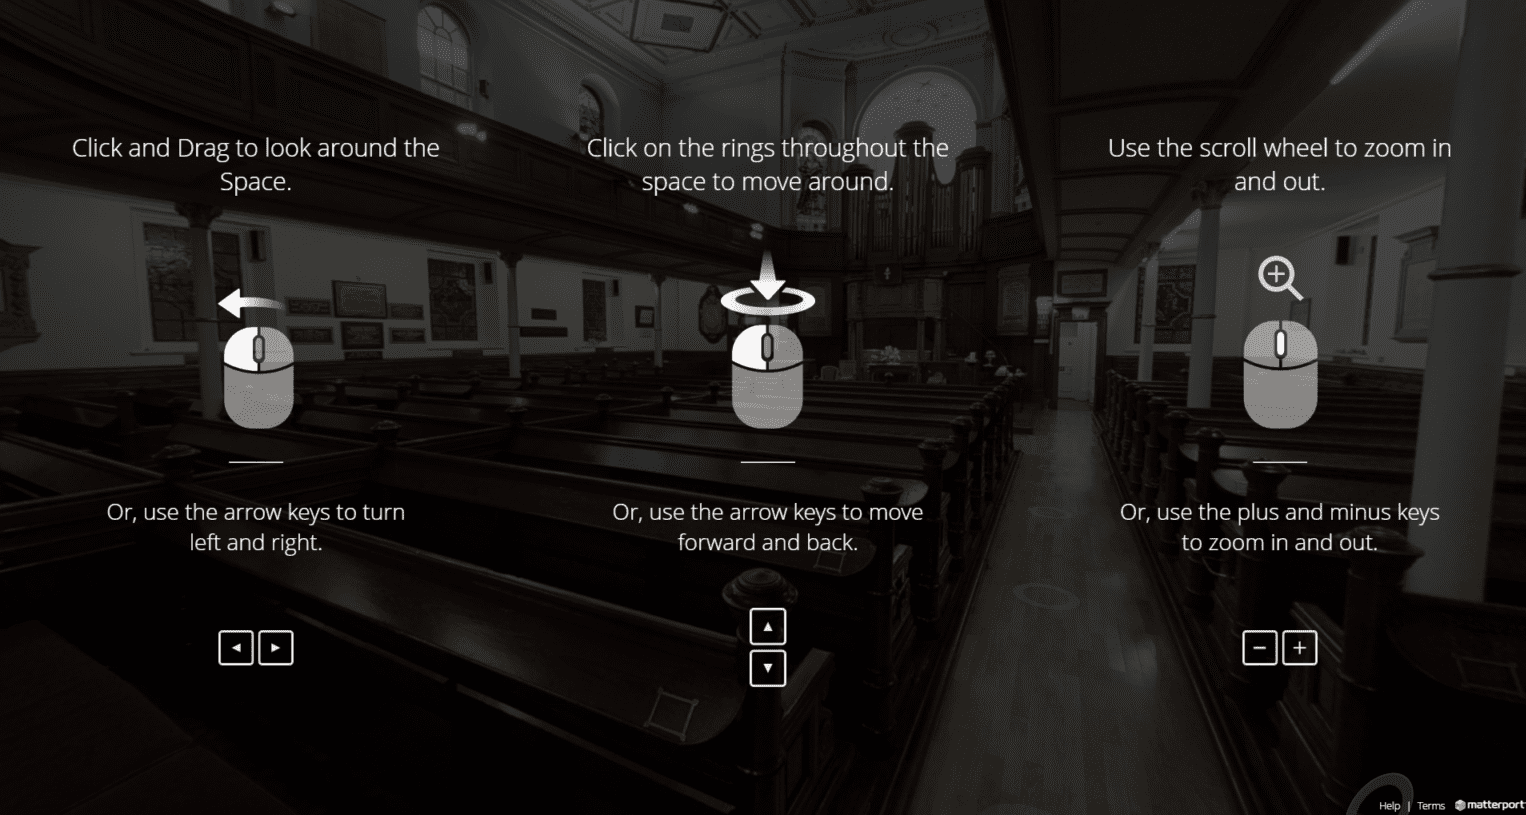 Click and Drag to look around the
Space.
Click on the rings throughout the
space to move around.
Use the scroll wheel to zoom in
and out.
Or, use the arrow keys to turn
left and right.
Or, use the arrow keys to move
forward and back.
Or, use the plus and minus keys
to zoom in and out.
Help | Terms matterport